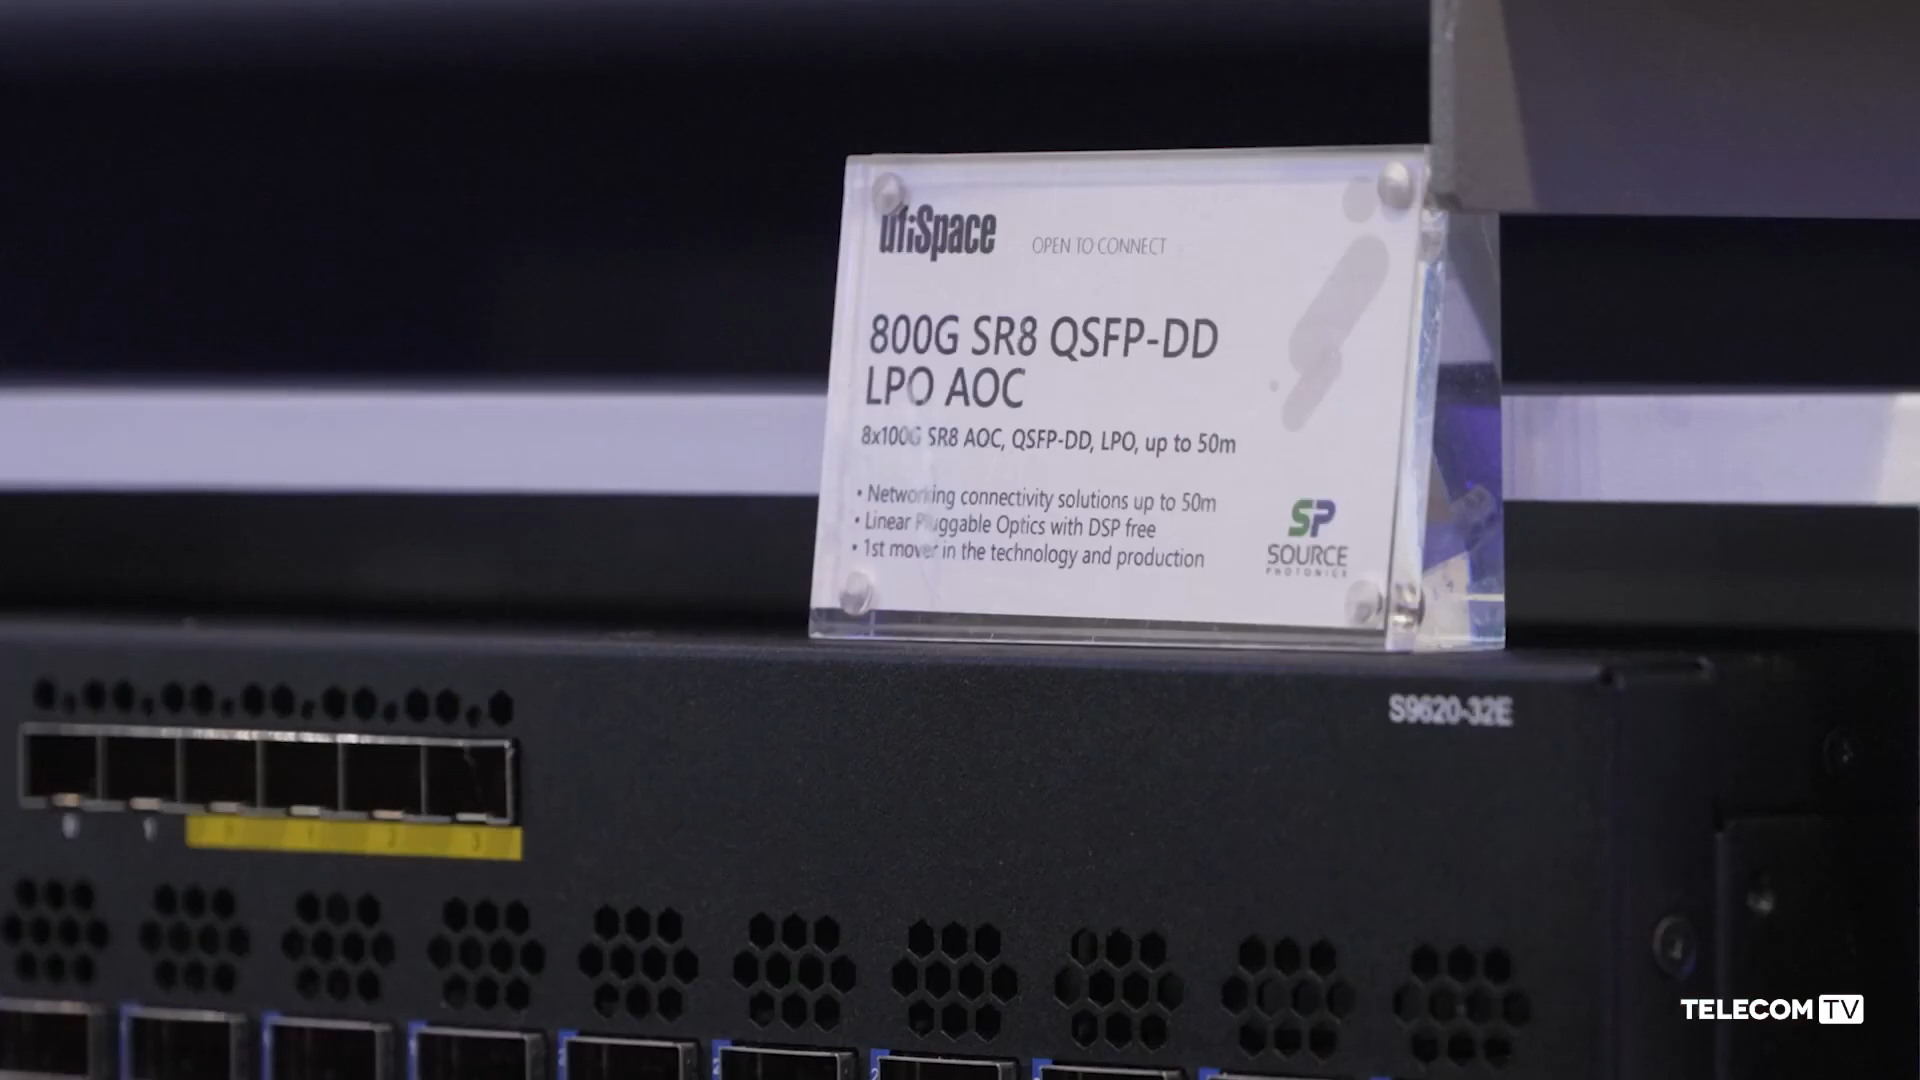 ufiSpace OPEN TO CONNECT
800G SR8 QSFP-DD
LPO AOC
8x100G SR8 AOC, QSFP-DD, LPO, up to 50m
• Networking connectivity solutions up to 50m
• Linear Pluggable Optics with DSP free
• 1st mover in the technology and production
SP
SOURCE
PHOTONICS
S9620-32E
TELECOM TV